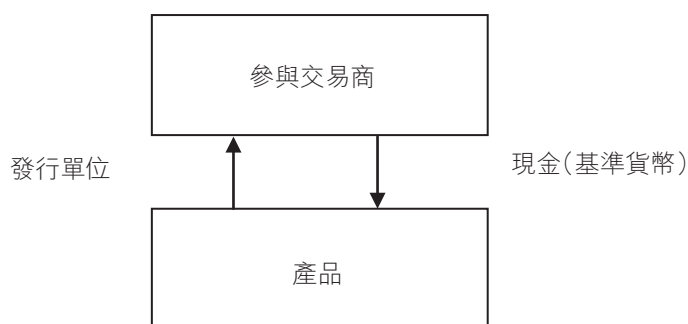 參與交易商
發行單位
現金（基準貨幣）
產品